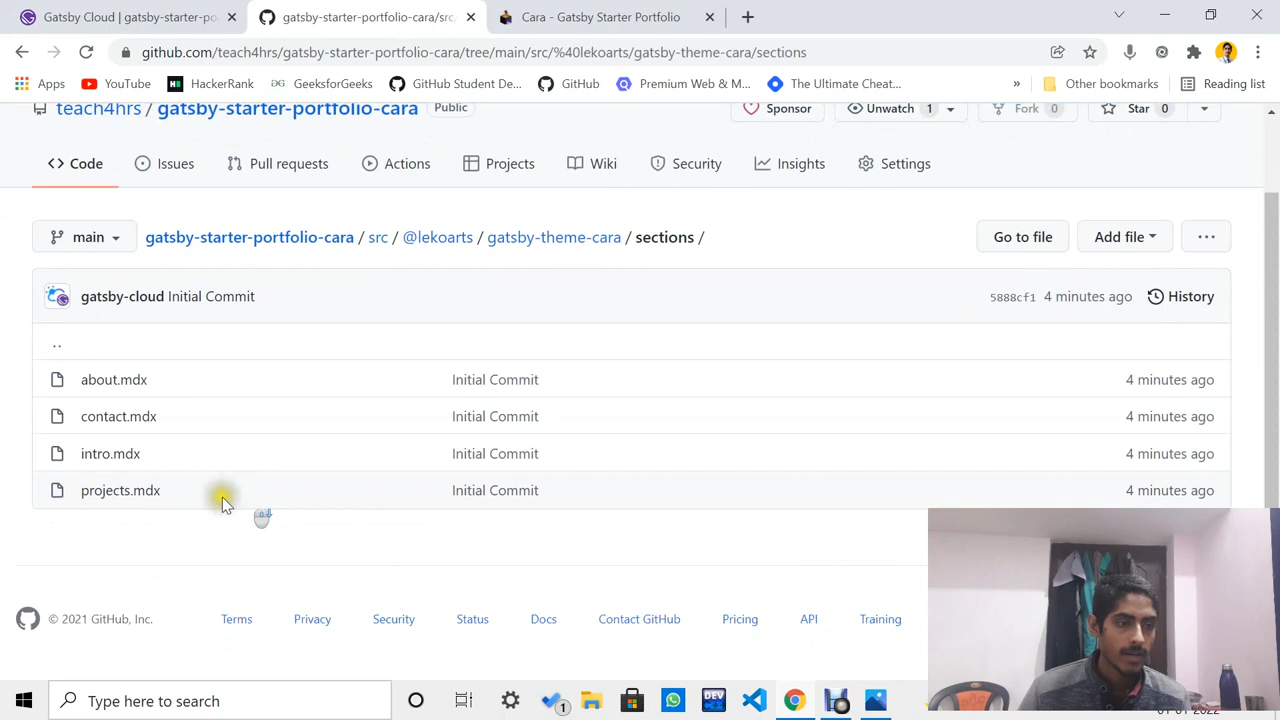 Gatsby Cloud | gatsby-starter-po
gatsby-starter-portfolio-cara/src/
Cara - Gatsby Starter Portfolio
github.com/teach4hrs/gatsby-starter-portfolio-cara/tree/main/src/%40lekoarts/gatsby-theme-cara/sections
Apps YouTube HackerRank GeeksforGee GitHub Student De... GitHub Premium Web & M... The Ultimate Cheat... » Other bookmarks Reading list
teach4hrs / gatsby-starter-portfolio-cara Public Sponsor Unwatch 1 Fork 0 Star 0
Code Issues Pull requests Actions Projects Wiki Security Insights Settings
main gatsby-starter-portfolio-cara / src / @lekoarts / gatsby-theme-cara / sections / Go to file Add file ...
gatsby-cloud Initial Commit 5888cf1 4 minutes ago History
..
about.mdx Initial Commit 4 minutes ago
contact.mdx Initial Commit 4 minutes ago
intro.mdx Initial Commit 4 minutes ago
projects.mdx Initial Commit 4 minutes ago
© 2021 GitHub, Inc. Terms Privacy Security Status Docs Contact GitHub Pricing API Training
Type here to search
DEV
1
01-01-2022